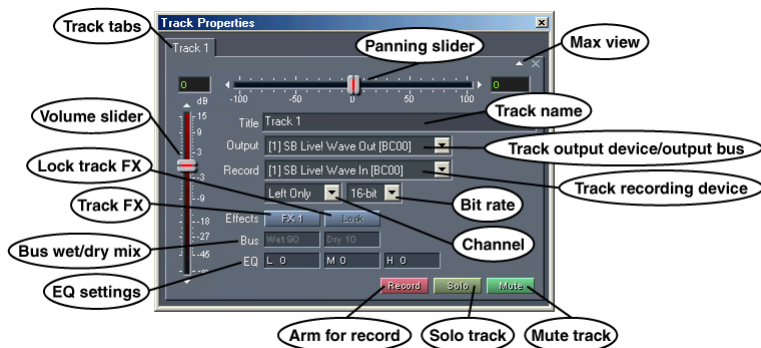 Track Properties
Track tabs
Track 1
Panning slider
Max view
0
0
dB
-100
-50
0
50
100
Volume slider
15
9
3
-3
-9
-18
-27
-45
Title
Track 1
Track name
Output
[1] SB Live! Wave Out [BC00]
Track output device/output bus
Lock track FX
Record
[1] SB Live! Wave In [BC00]
Track recording device
Left Only
16-bit
Bit rate
Track FX
Effects
FX 1
Lock
Channel
Bus wet/dry mix
Bus
Wet 90
Dry 10
EQ settings
EQ
L 0
M 0
H 0
Record
Solo
Mute
Arm for record
Solo track
Mute track